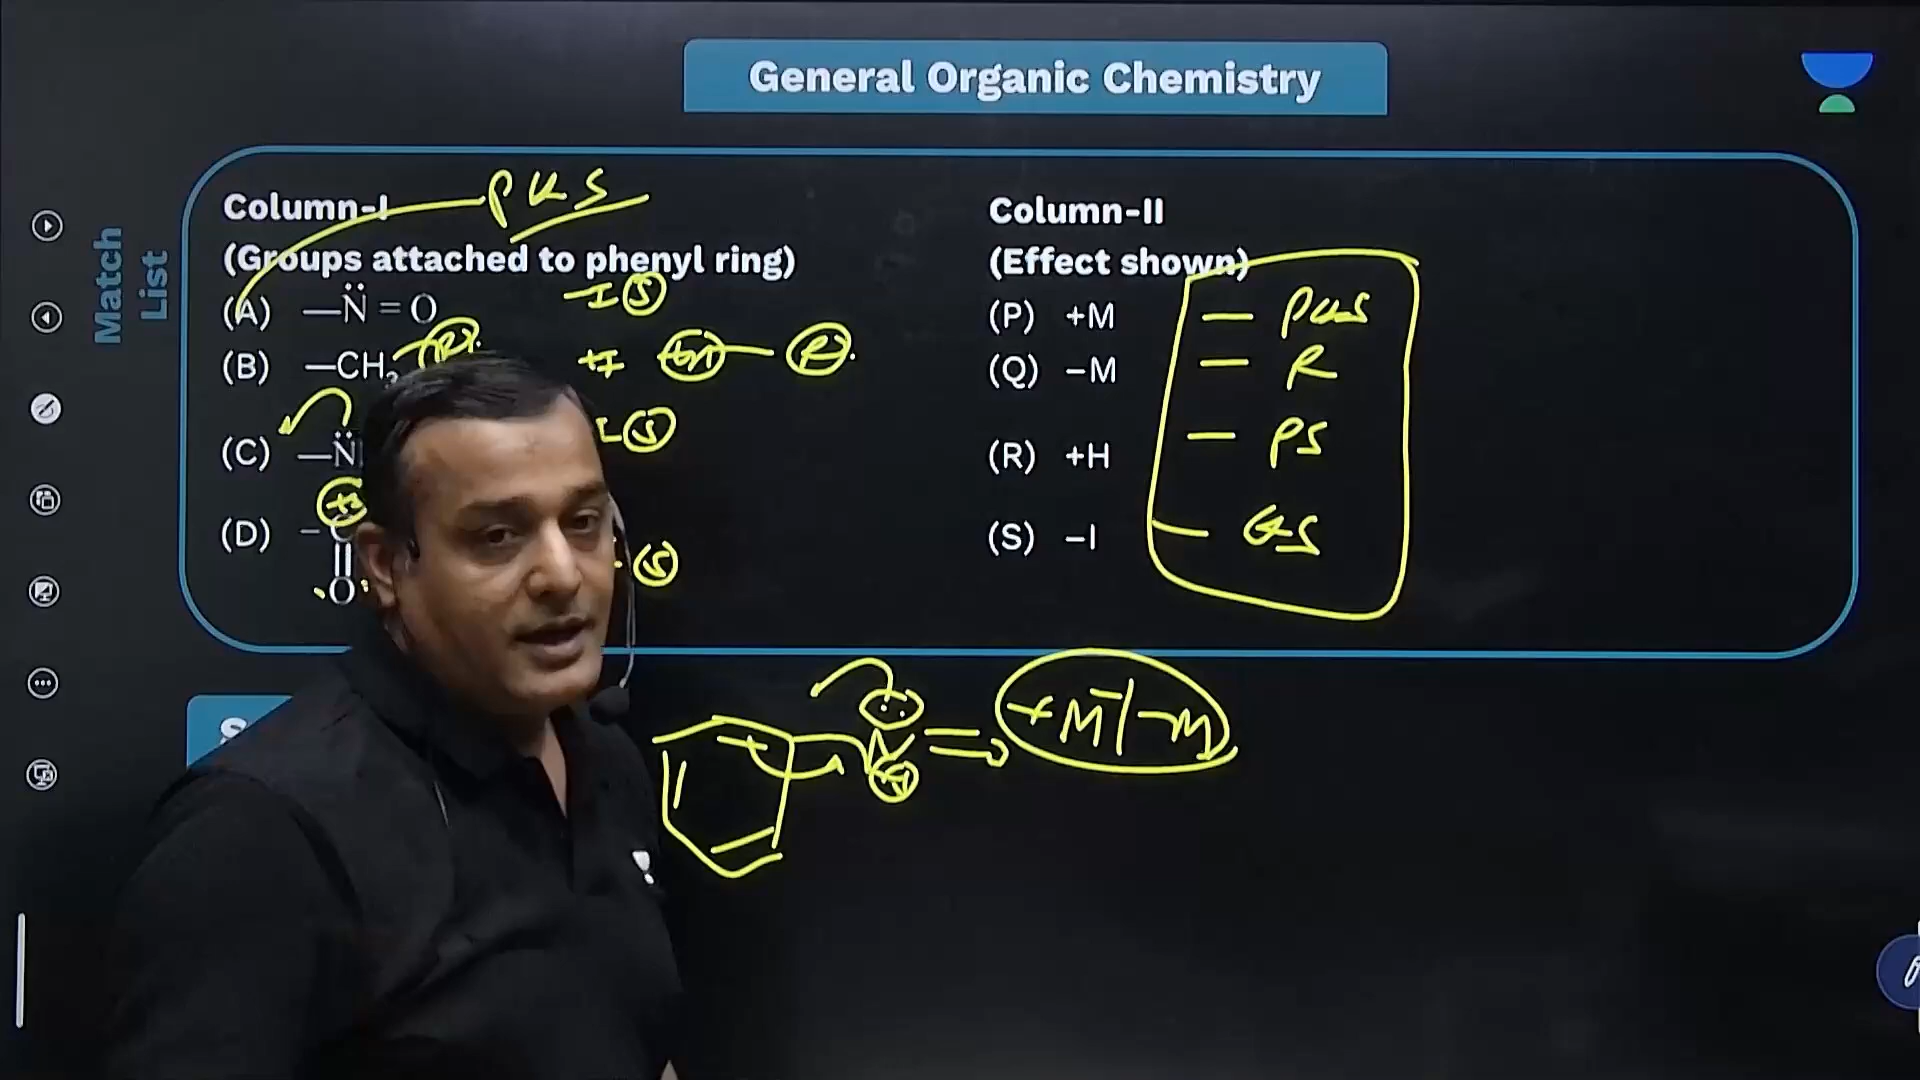 General Organic Chemistry
Match
List
Column-I
PQS
(Groups attached to phenyl ring)
(A) —N̈ = O
-I (S)
(B) —CH3
(R)
+I +H — (R)
(C) —N̈
-I (S)
(D)
O
(S)
Column-II
(Effect shown)
(P) +M — PQS
(Q) –M — R
(R) +H — PS
(S) –I — QS
N
+M/-M